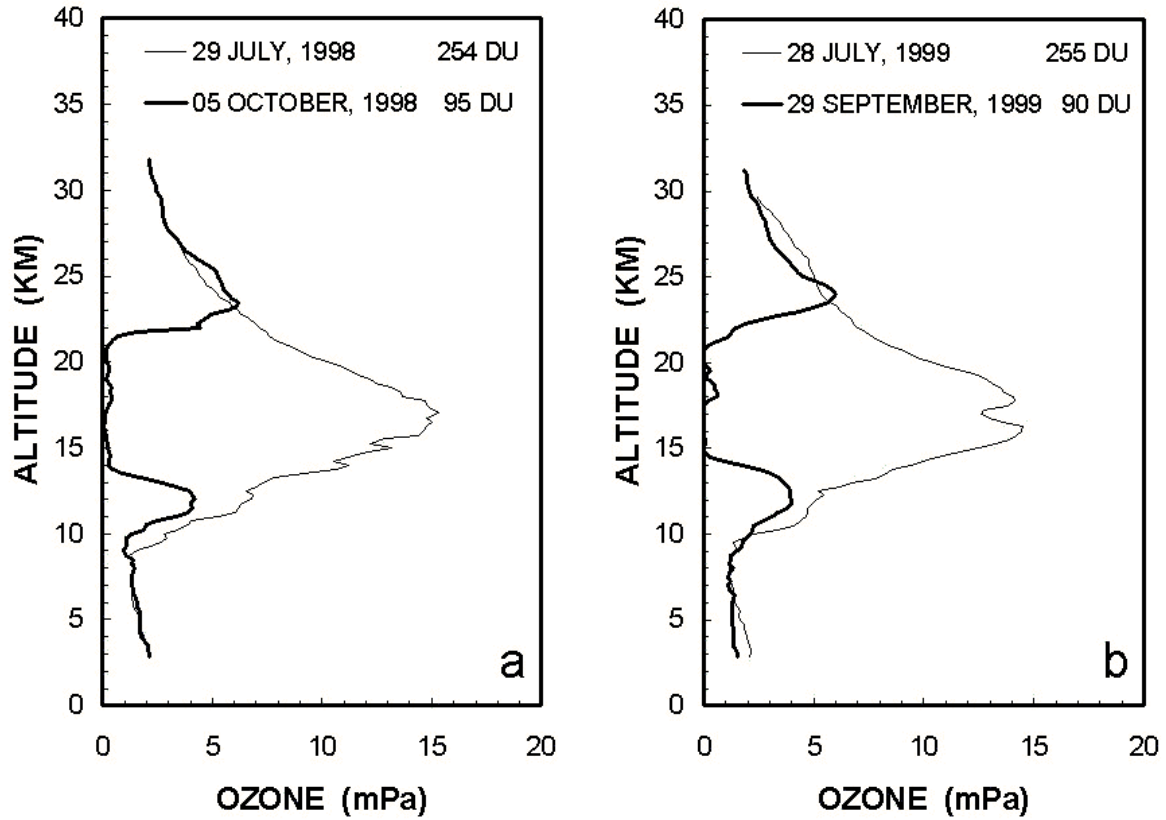 40
29 JULY, 1998 254 DU
05 OCTOBER, 1998 95 DU
35
30
25
20
15
10
5
0
ALTITUDE (KM)
a
0 5 10 15 20
OZONE (mPa)
40
28 JULY, 1999 255 DU
29 SEPTEMBER, 1999 90 DU
35
30
25
20
15
10
5
0
ALTITUDE (KM)
b
0 5 10 15 20
OZONE (mPa)